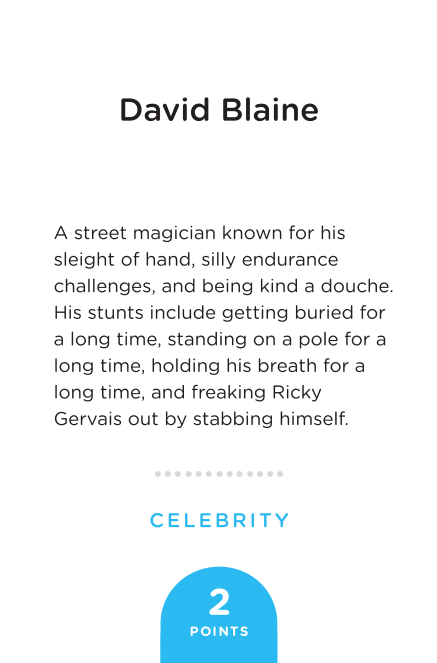 David Blaine
A street magician known for his
sleight of hand, silly endurance
challenges, and being kind a douche.
His stunts include getting buried for
a long time, standing on a pole for a
long time, holding his breath for a
long time, and freaking Ricky
Gervais out by stabbing himself.
CELEBRITY
2
POINTS